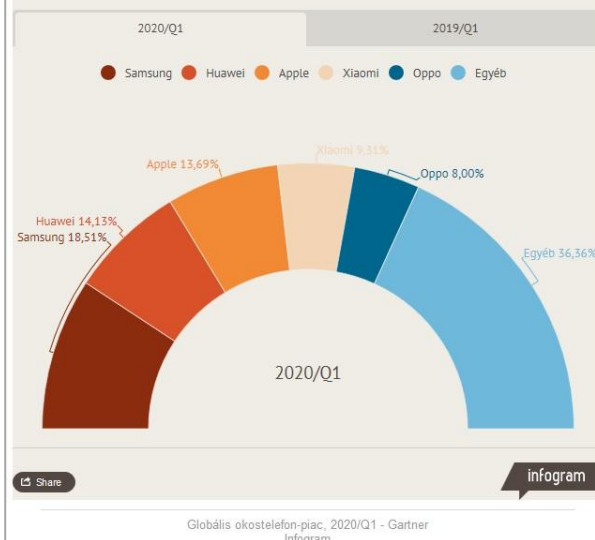 2020/Q1 2019/Q1
Samsung Huawei Apple Xiaomi Oppo Egyéb
Xiaomi 9,31%
Apple 13,69%
Oppo 8,00%
Huawei 14,13%
Samsung 18,51%
Egyéb 36,36%
2020/Q1
Share
infogram
Globális okostelefon-piac, 2020/Q1 - Gartner
Infogram